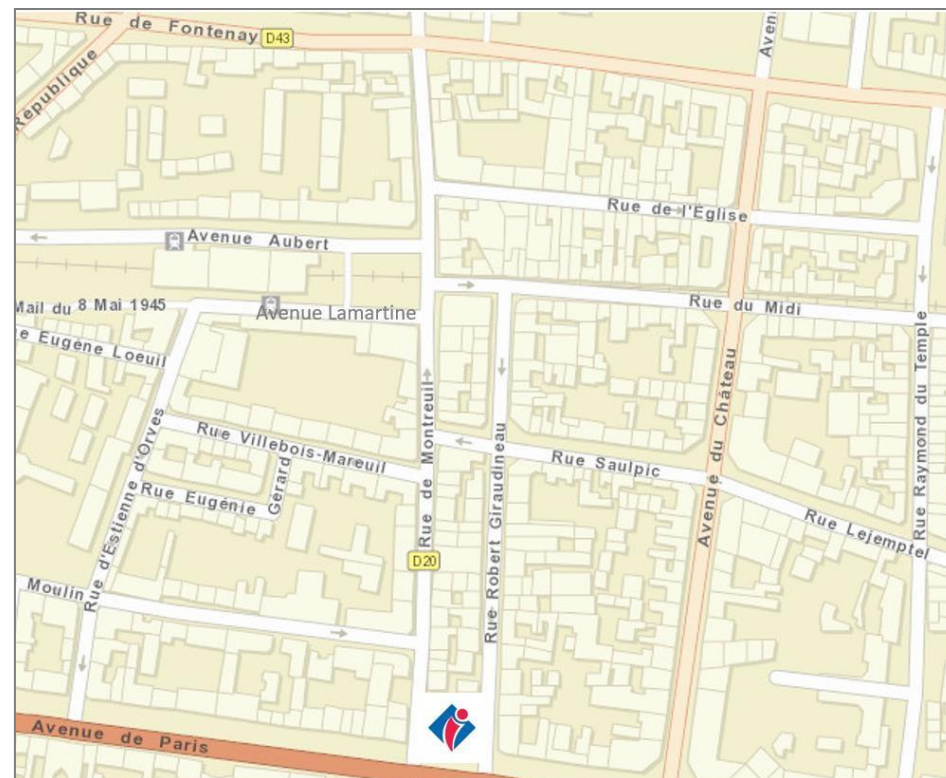 Rue de Fontenay
D43
République
Aven
Rue de l'Église
Avenue Aubert
Mail du 8 Mai 1945
Avenue Lamartine
Rue du Midi
e Eugène Loeuil
Rue Raymond du Temple
Avenue du Château
Rue de Montreuil
Rue Villebois-Mareuil
Rue Saulpic
Rue d'Estienne d'Orves
Rue Eugénie
Gérard
Rue Robert Giraudineau
Rue Lejemptel
D20
Moulin
Avenue de Paris